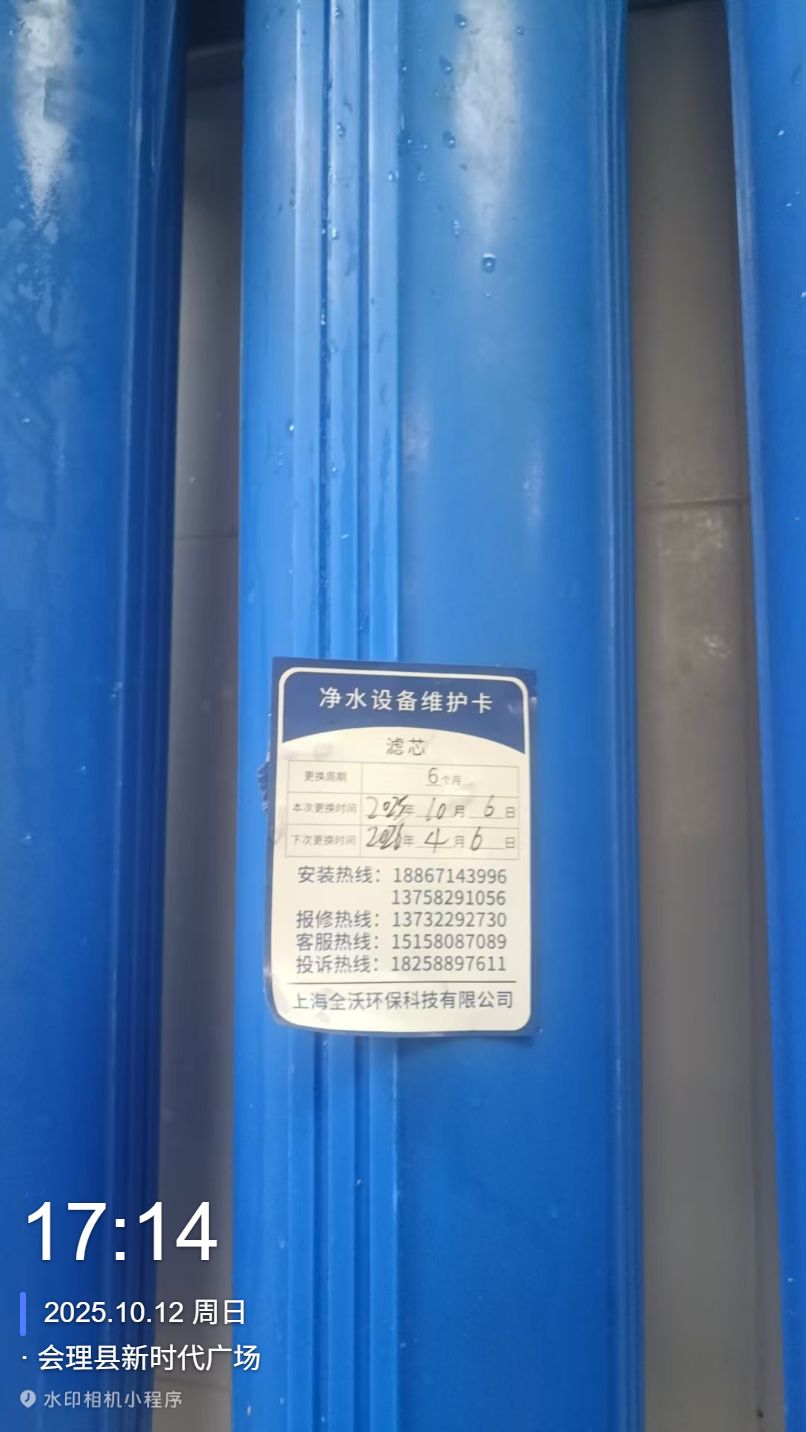 净水设备维护卡
滤芯
更换周期 6个月
本次更换时间 2025年 10月 6日
下次更换时间 2026年 4月 6日
安装热线：18867143996
13758291056
报修热线：13732292730
客服热线：15158087089
投诉热线：18258897611
上海全沃环保科技有限公司
17:14
2025.10.12 周日
· 会理县新时代广场
水印相机小程序